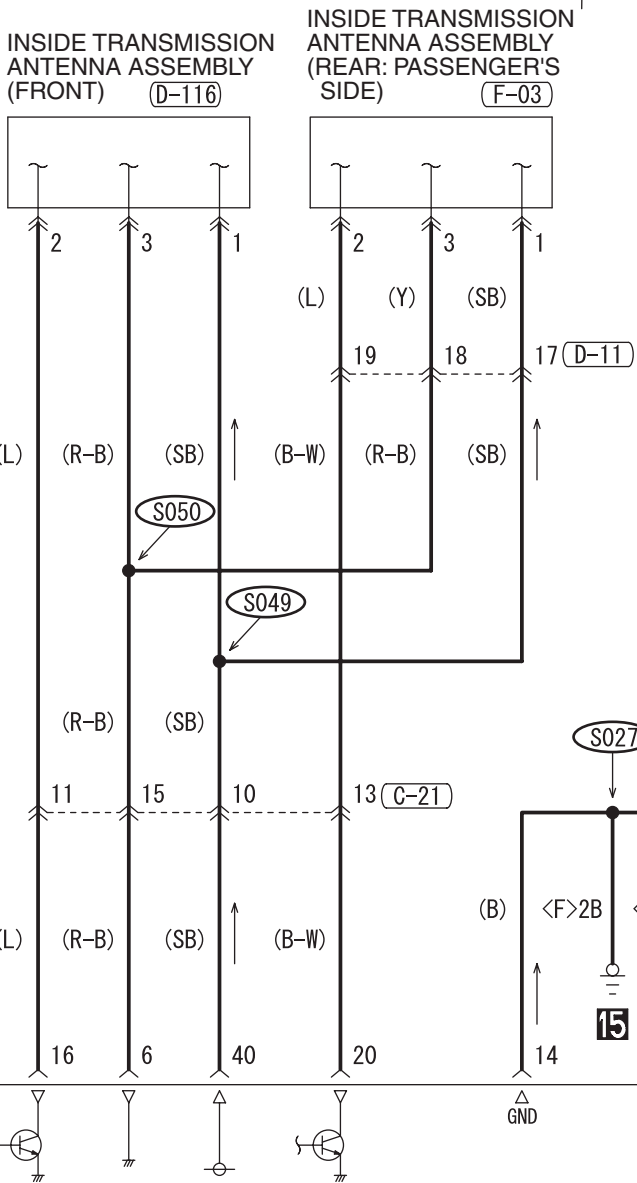 INSIDE TRANSMISSION
ANTENNA ASSEMBLY
(FRONT)
D-116
INSIDE TRANSMISSION
ANTENNA ASSEMBLY
(REAR: PASSENGER'S
SIDE)
F-03
2 3 1 2 3 1
(L) (Y) (SB)
19 18 17 D-11
(L) (R-B) (SB) (B-W) (R-B) (SB)
S050
S049
(R-B) (SB)
S027
11 15 10 13 C-21
(L) (R-B) (SB) (B-W) (B) <F>2B <
15
16 6 40 20 14
GND